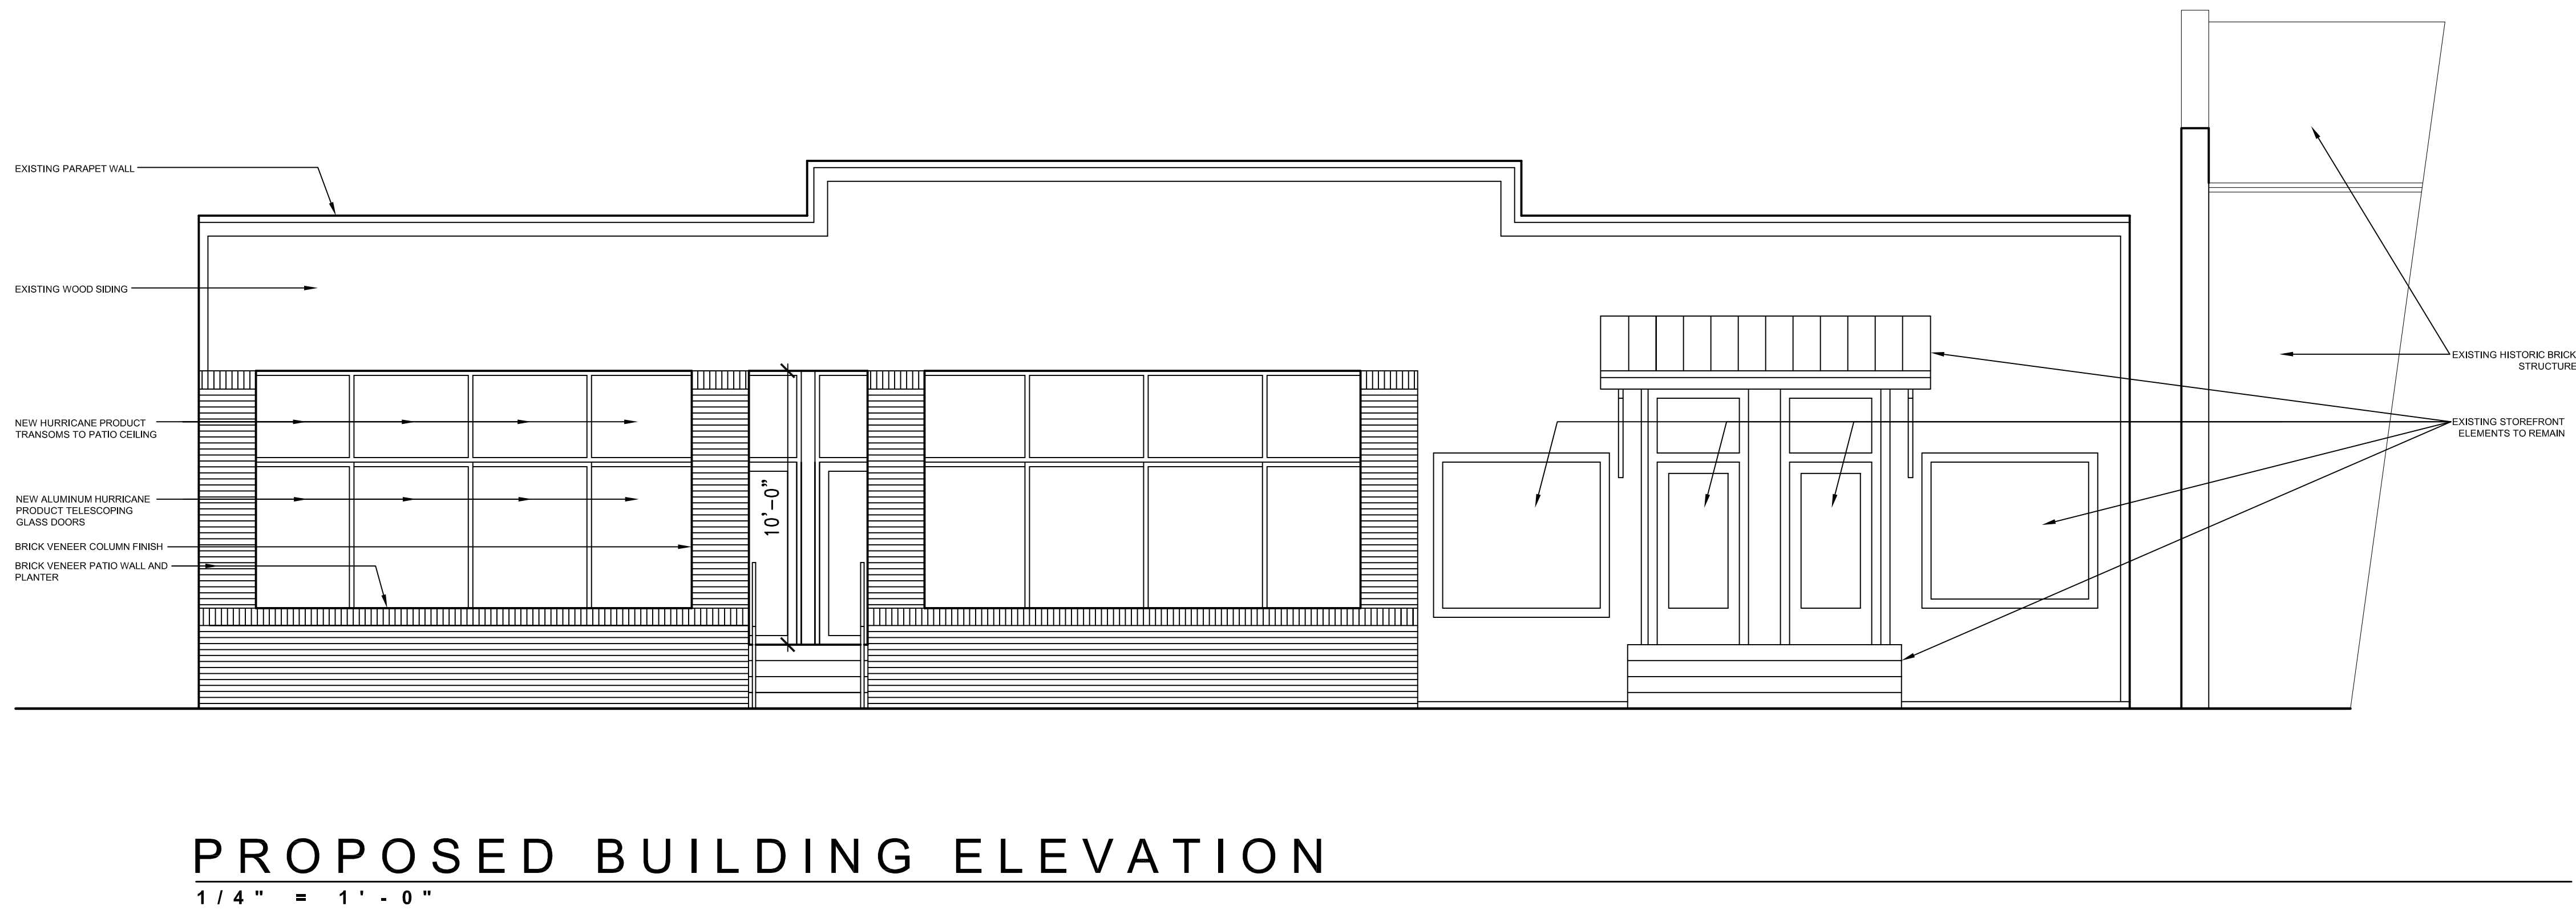 EXISTING PARAPET WALL
EXISTING WOOD SIDING
NEW HURRICANE PRODUCT
TRANSOMS TO PATIO CEILING
NEW ALUMINUM HURRICANE
PRODUCT TELESCOPING
GLASS DOORS
BRICK VENEER COLUMN FINISH
BRICK VENEER PATIO WALL AND
PLANTER
10'-0"
EXISTING HISTORIC BRICK
STRUCTURE
EXISTING STOREFRONT
ELEMENTS TO REMAIN
PROPOSED BUILDING ELEVATION
1/4" = 1'-0"